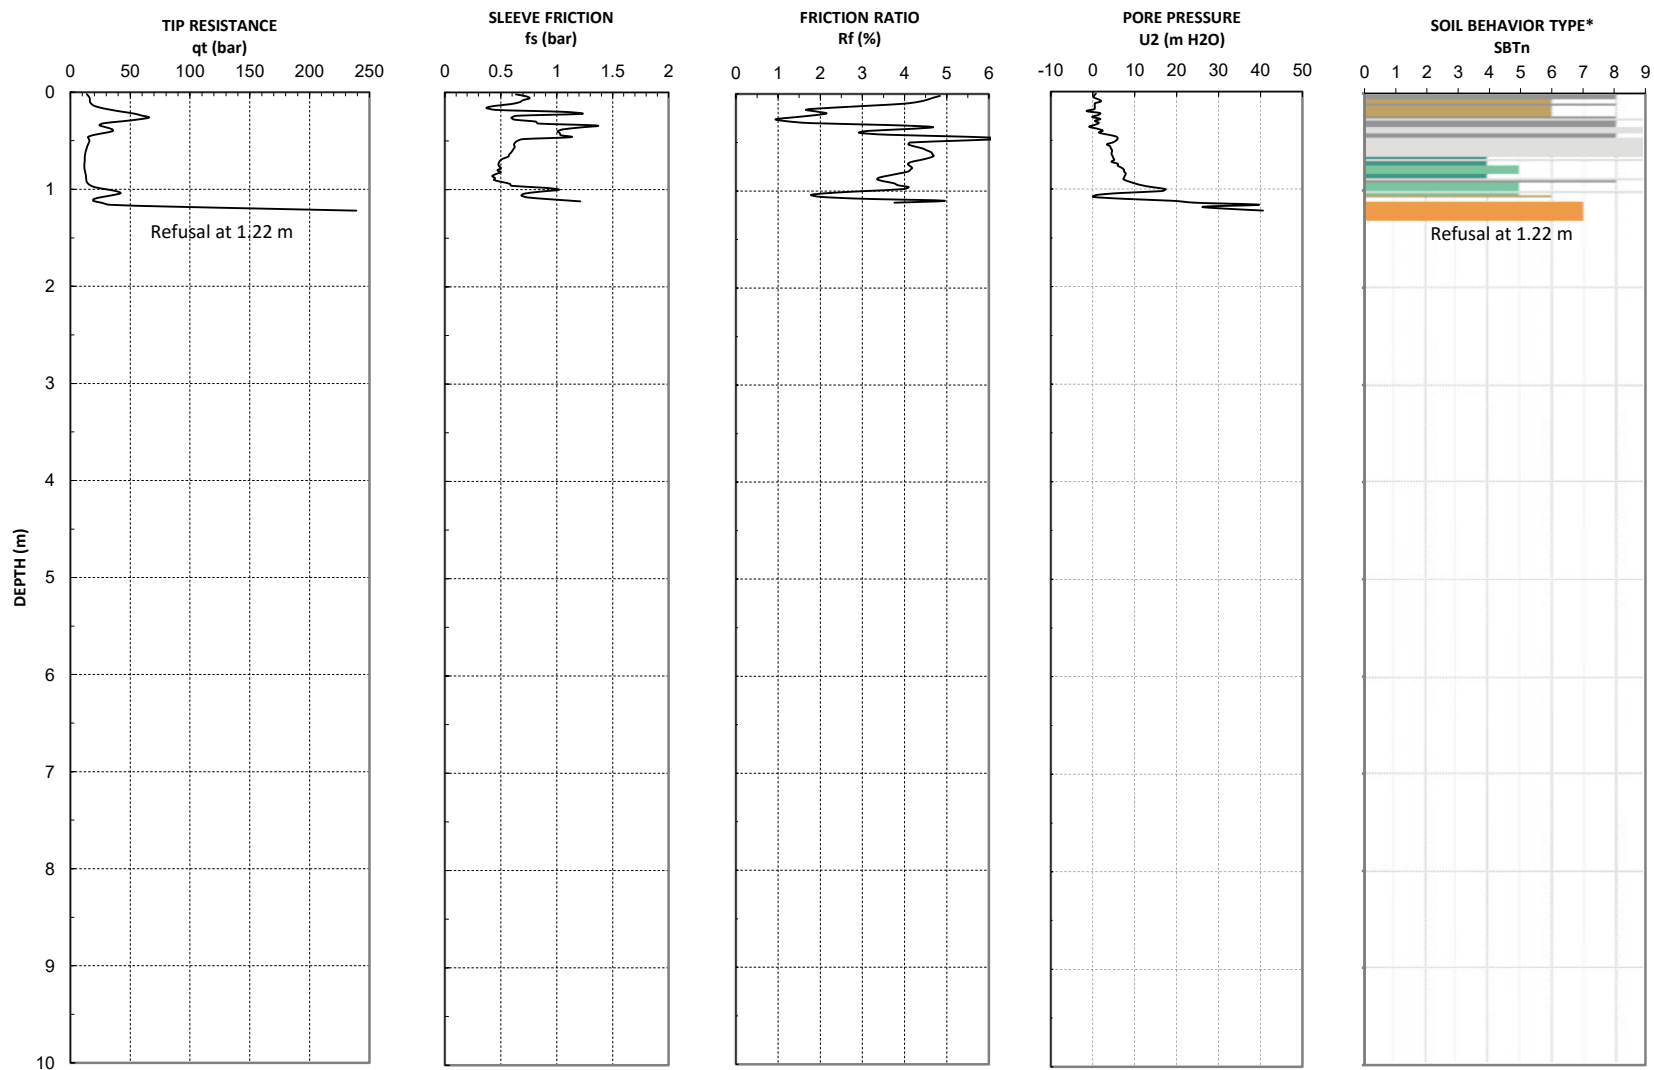 TIP RESISTANCE
qt (bar)
0 50 100 150 200 250
SLEEVE FRICTION
fs (bar)
0 0.5 1 1.5 2
FRICTION RATIO
Rf (%)
0 1 2 3 4 5 6
PORE PRESSURE
U2 (m H2O)
-10 0 10 20 30 40 50
SOIL BEHAVIOR TYPE*
SBTn
0 1 2 3 4 5 6 7 8 9
DEPTH (m)
0
1
2
3
4
5
6
7
8
9
10
Refusal at 1.22 m
Refusal at 1.22 m